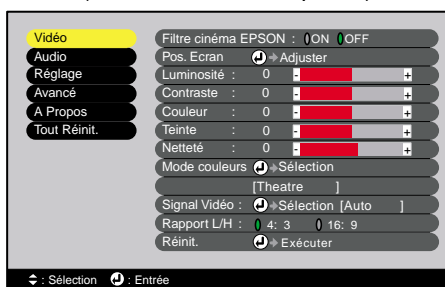 Vidéo
Audio
Réglage
Avancé
A Propos
Tout Réinit.
Filtre cinéma EPSON : ON OFF
Pos. Ecran Adjuster
Luminosité : 0 - +
Contraste : 0 - +
Couleur : 0 - +
Teinte : 0 - +
Netteté : 0 - +
Mode couleurs Sélection
[Theatre ]
Signal Vidéo : Sélection [Auto ]
Rapport L/H : 4: 3 16: 9
Réinit. Exécuter
: Sélection : Entrée